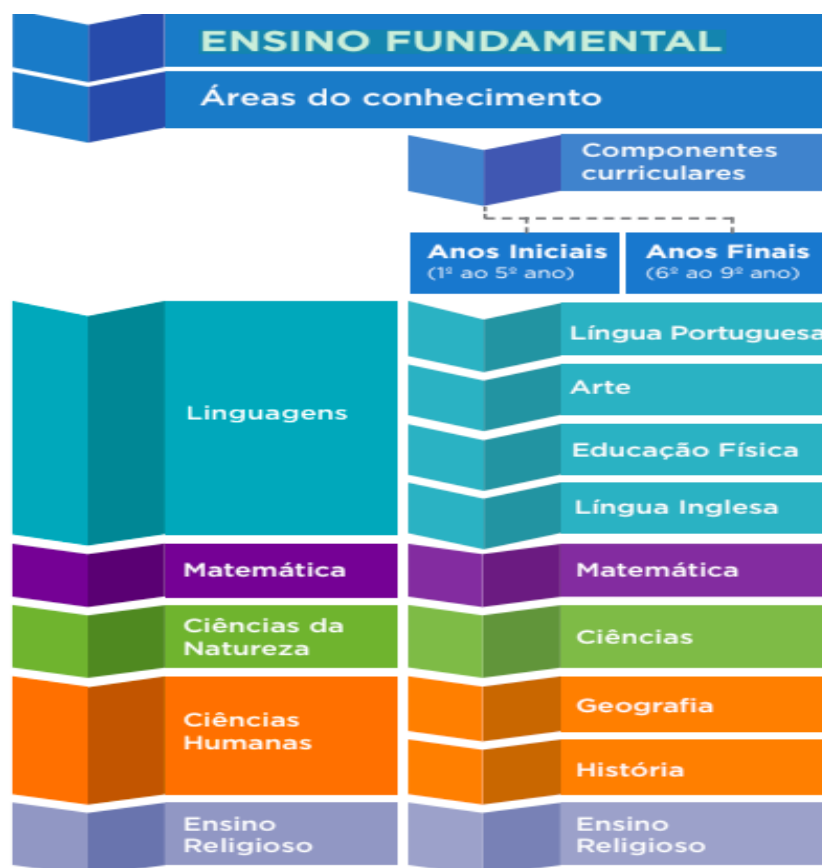 ENSINO FUNDAMENTAL
Áreas do conhecimento
Componentes
curriculares
Anos Iniciais
(1º ao 5º ano)
Anos Finais
(6º ao 9º ano)
Linguagens
Língua Portuguesa
Arte
Educação Física
Língua Inglesa
Matemática
Matemática
Ciências da
Natureza
Ciências
Ciências
Humanas
Geografia
História
Ensino
Religioso
Ensino
Religioso